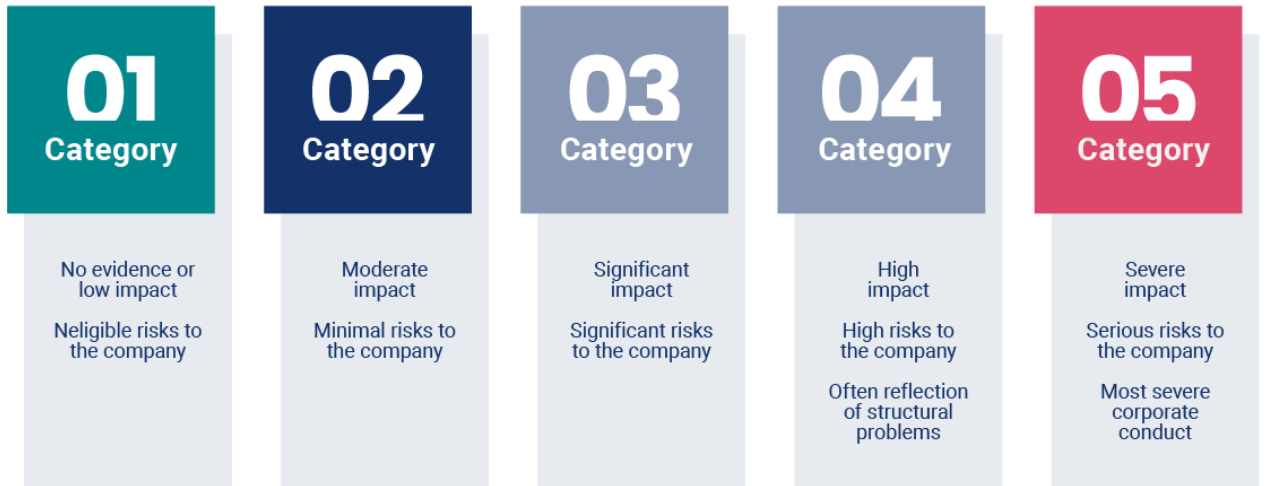 01
Category
No evidence or
low impact
Neligible risks to
the company
02
Category
Moderate
impact
Minimal risks to
the company
03
Category
Significant
impact
Significant risks
to the company
04
Category
High
impact
High risks to
the company
Often reflection
of structural
problems
05
Category
Severe
impact
Serious risks to
the company
Most severe
corporate
conduct